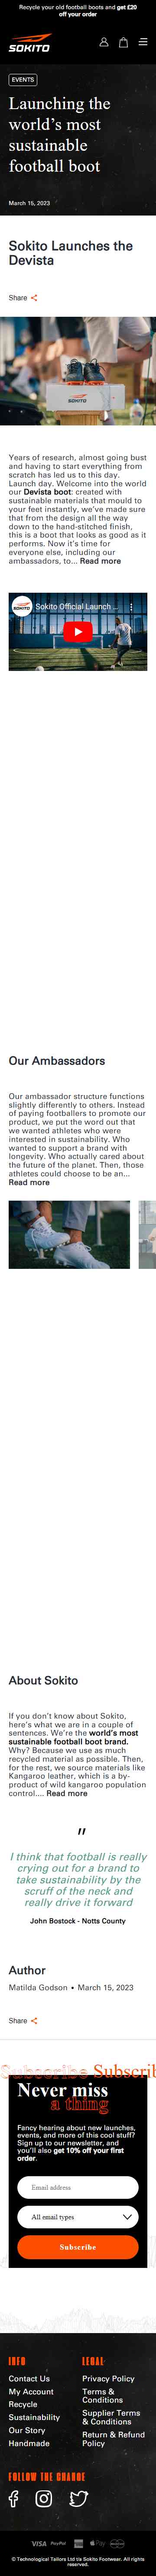 Recycle your old football boots and get £20
off your order
SOKITO
EVENTS
Launching the
world's most
sustainable
football boot
March 15, 2023
Sokito Launches the
Devista
Share
SOKITO
Years of research, almost going bust
and having to start everything from
scratch has led us to this day.
Launch day. Welcome into the world
our Devista boot: created with
sustainable materials that mould to
your feet instantly, we've made sure
that from the design all the way
down to the hand-stitched finish,
this is a boot that looks as good as it
performs. Now it's time for
everyone else, including our
ambassadors, to... Read more
SOKITO
Sokito Official Launch ...
Our Ambassadors
Our ambassador structure functions
slightly differently to others. Instead
of paying footballers to promote our
product, we put the word out that
we wanted athletes who were
interested in sustainability. Who
wanted to support a brand with
longevity. Who actually cared about
the future of the planet. Then, those
athletes could choose to be an...
Read more
About Sokito
If you don't know about Sokito,
here's what we are in a couple of
sentences. We're the world's most
sustainable football boot brand.
Why? Because we use as much
recycled material as possible. Then,
for the rest, we source materials like
Kangaroo leather, which is a by-
product of wild kangaroo population
control.... Read more
"
I think that football is really
crying out for a brand to
take sustainability by the
scruff of the neck and
really drive it forward
John Bostock - Notts County
Author
Matilda Godson • March 15, 2023
Share
Subscribe Subscrib
Never miss
a thing
Fancy hearing about new launches,
events, and more of this cool stuff?
Sign up to our newsletter, and
you'll also get 10% off your first
order.
Email address
All email types
Subscribe
INFO
Contact Us
My Account
Recycle
Sustainability
Our Story
Handmade
LEGAL
Privacy Policy
Terms &
Conditions
Supplier Terms
& Conditions
Return & Refund
Policy
FOLLOW THE CHANGE
VISA PayPal Pay
© Technological Tailors Ltd t/a Sokito Footwear. All rights
reserved.